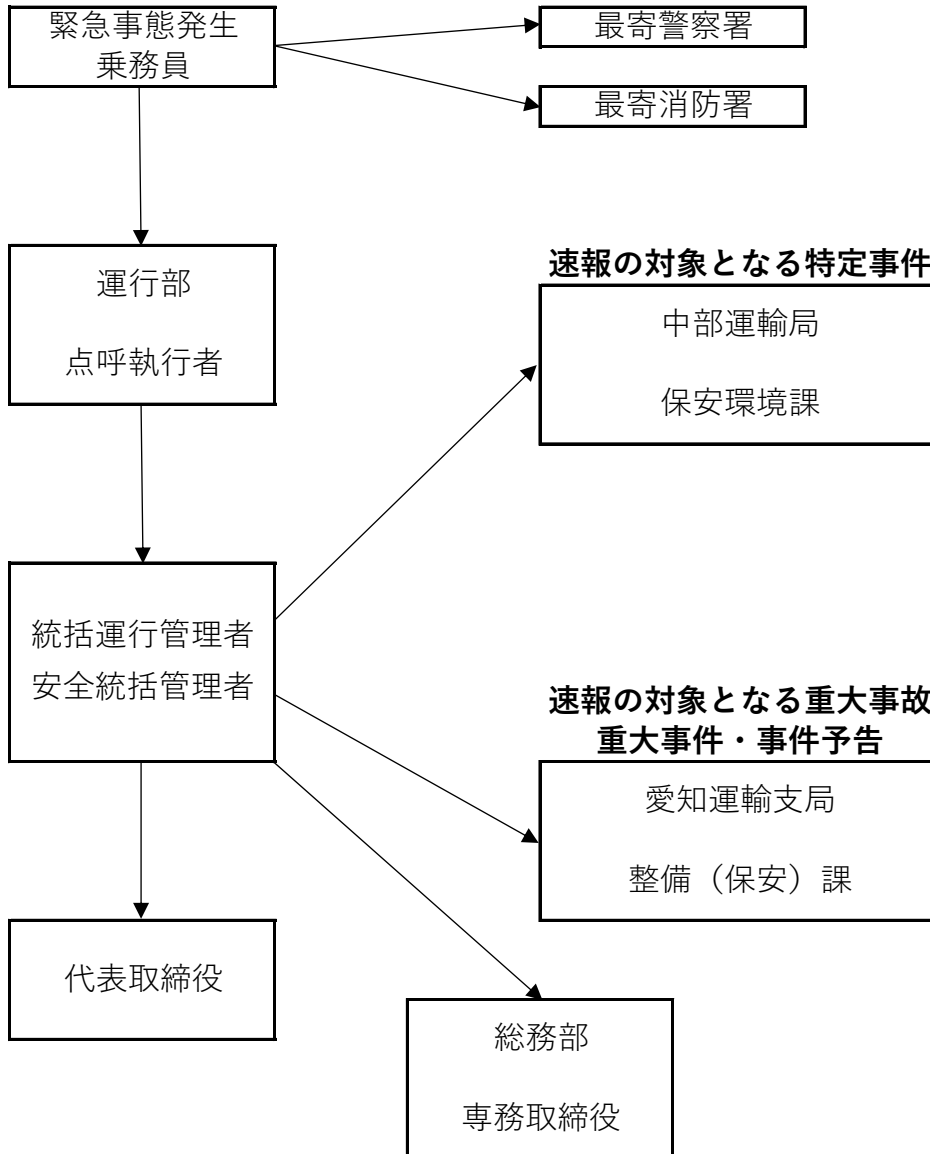 緊急事態発生
乗務員
最寄警察署
最寄消防署
運行部
点呼執行者
速報の対象となる特定事件
中部運輸局
保安環境課
統括運行管理者
安全統括管理者
速報の対象となる重大事故
重大事件・事件予告
愛知運輸支局
整備（保安）課
代表取締役
総務部
専務取締役